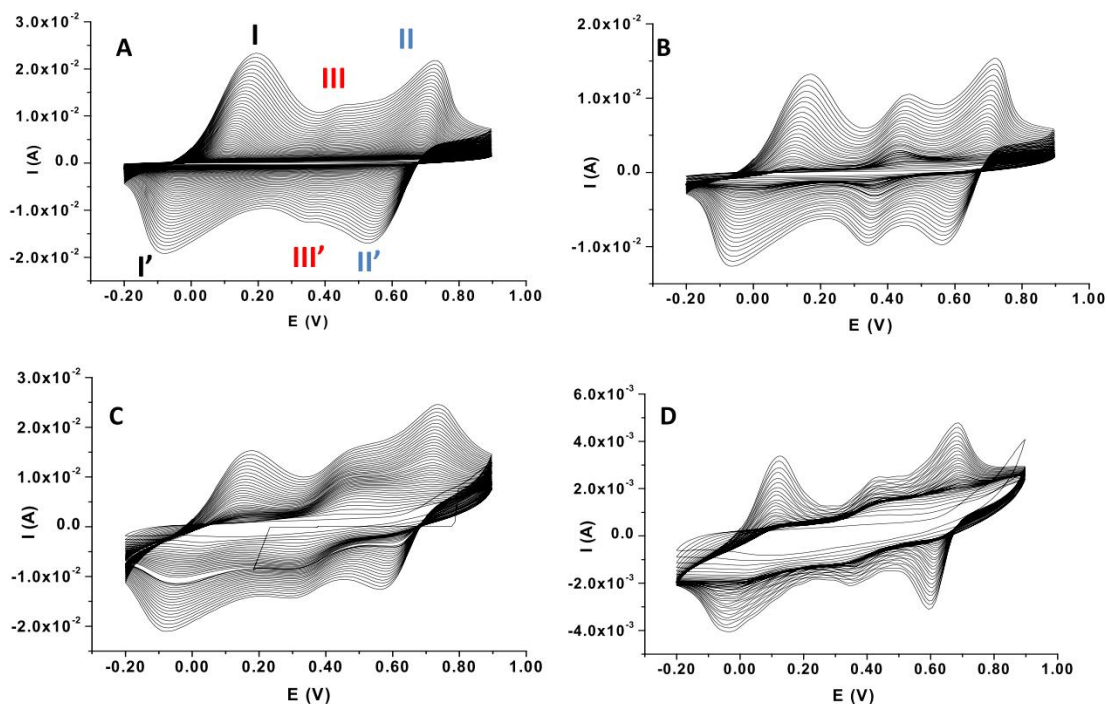 A
I
II
III
I'
III'
II'
3.0x10⁻²
2.0x10⁻²
1.0x10⁻²
0.0
-1.0x10⁻²
-2.0x10⁻²
I (A)
-0.20 0.00 0.20 0.40 0.60 0.80 1.00
E (V)
B
2.0x10⁻²
1.0x10⁻²
0.0
-1.0x10⁻²
I (A)
-0.20 0.00 0.20 0.40 0.60 0.80 1.00
E (V)
C
3.0x10⁻²
2.0x10⁻²
1.0x10⁻²
0.0
-1.0x10⁻²
-2.0x10⁻²
I (A)
-0.20 0.00 0.20 0.40 0.60 0.80 1.00
E (V)
D
6.0x10⁻³
4.0x10⁻³
2.0x10⁻³
0.0
-2.0x10⁻³
-4.0x10⁻³
I (A)
-0.20 0.00 0.20 0.40 0.60 0.80 1.00
E (V)